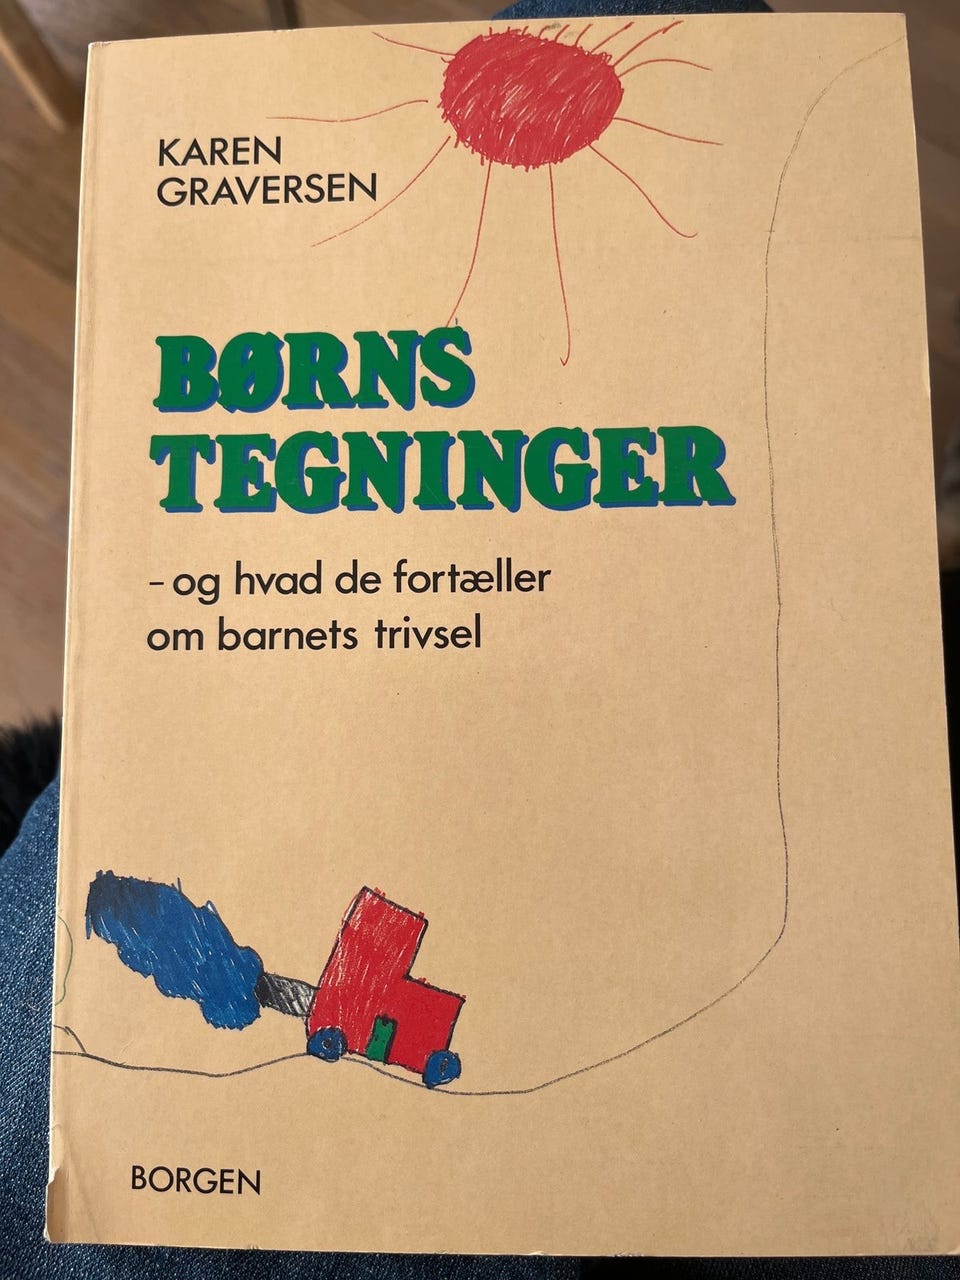 KAREN
GRAVERSEN
BØRNS
TEGNINGER
– og hvad de fortæller
om barnets trivsel
BORGEN